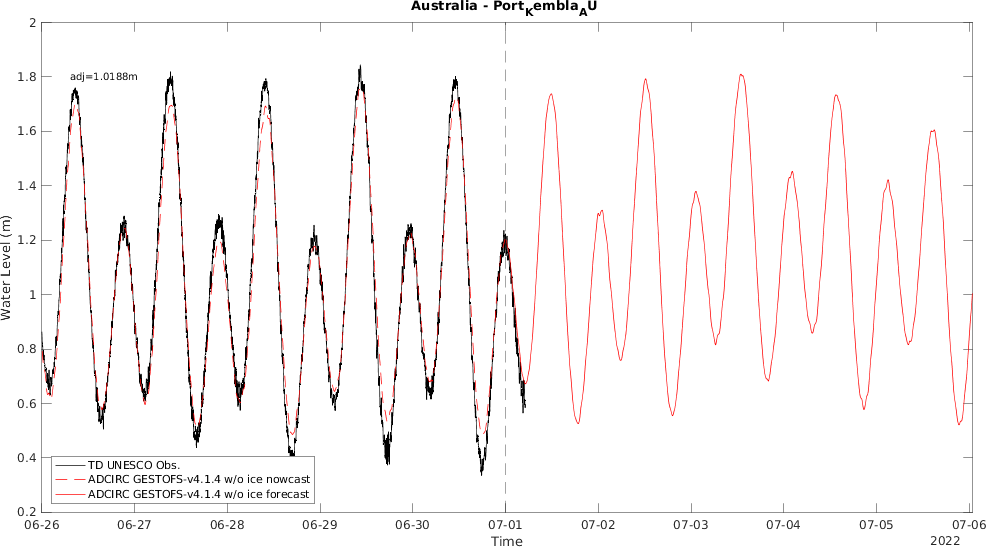 Australia - PortKemblaAU
2
1.8
1.6
1.4
1.2
1
0.8
0.6
0.4
0.2
Water Level (m)
adj=1.0188m
TD UNESCO Obs.
ADCIRC GESTOFS-v4.1.4 w/o ice nowcast
ADCIRC GESTOFS-v4.1.4 w/o ice forecast
06-26 06-27 06-28 06-29 06-30 07-01 07-02 07-03 07-04 07-05 07-06
Time
2022